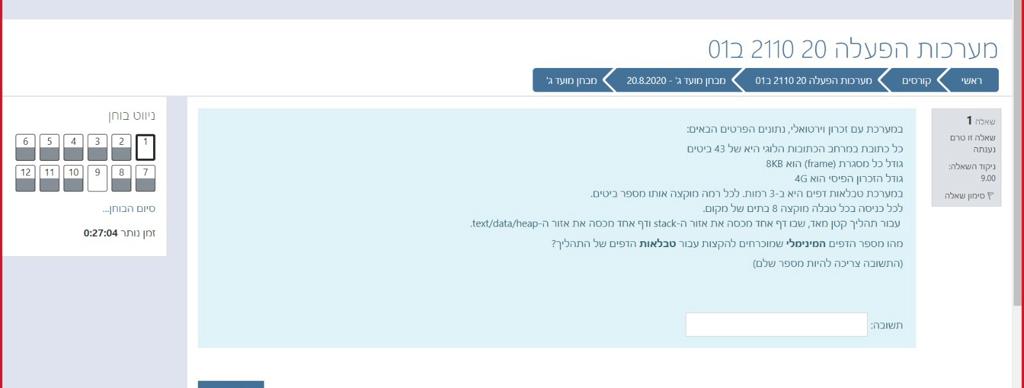 מערכות הפעלה 20 2110 ב01
ראשי
קורסים
מערכות הפעלה 20 2110 ב01
מבחן מועד ג' - 20.8.2020
מבחן מועד ג'
שאלה 1
שאלה זו טרם
נענתה
ניקוד השאלה:
9.00
סימון שאלה
במערכת עם זכרון וירטואלי, נתונים הפרטים הבאים:
כל כתובת במרחב הכתובות הלוגי היא של 43 ביטים
גודל כל מסגרת (frame) הוא 8KB
גודל הזכרון הפיסי הוא 4G
במערכת טבלאות דפים היא ב-3 רמות. לכל רמה מוקצה אותו מספר ביטים.
לכל כניסה בכל טבלה מוקצה 8 בתים של מקום.
עבור תהליך קטן מאד, שבו דף אחד מכסה את אזור ה-stack ודף אחד מכסה את אזור ה-text/data/heap.
מהו מספר הדפים המינימלי שמוכרחים להקצות עבור טבלאות הדפים של התהליך?
(התשובה צריכה להיות מספר שלם)
תשובה:
ניווט בוחן
1 2 3 4 5 6
7 8 9 10 11 12
סיום הבוחן...
זמן נותר 0:27:04